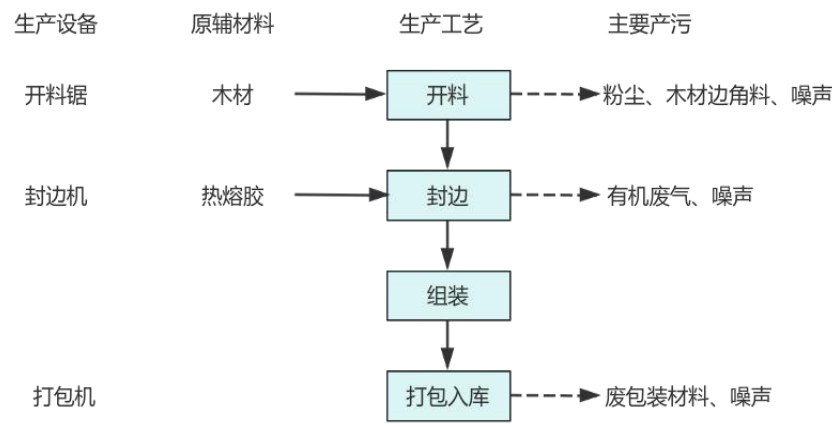 生产设备 原辅材料 生产工艺 主要产污
开料锯 木材 开料 粉尘、木材边角料、噪声
封边机 热熔胶 封边 有机废气、噪声
组装
打包机 打包入库 废包装材料、噪声